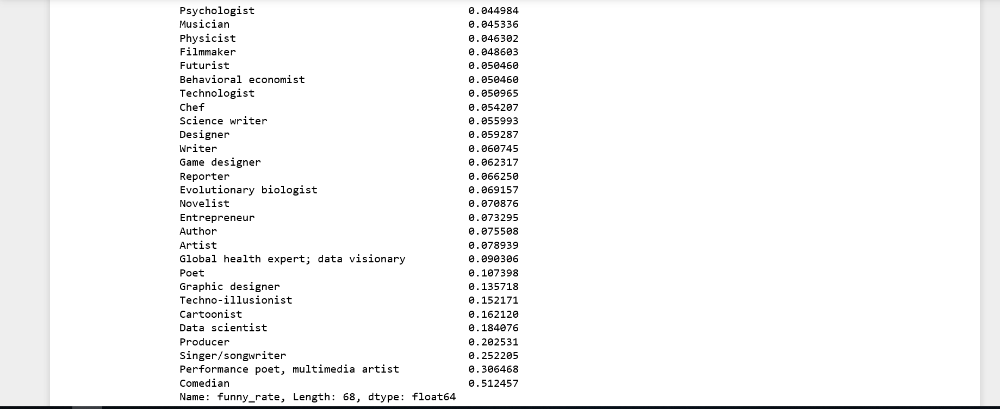 Psychologist 0.044984
Musician 0.045336
Physicist 0.046302
Filmmaker 0.048603
Futurist 0.050460
Behavioral economist 0.050460
Technologist 0.050965
Chef 0.054207
Science writer 0.055993
Designer 0.059287
Writer 0.060745
Game designer 0.062317
Reporter 0.066250
Evolutionary biologist 0.069157
Novelist 0.070876
Entrepreneur 0.073295
Author 0.075508
Artist 0.078939
Global health expert; data visionary 0.090306
Poet 0.107398
Graphic designer 0.135718
Techno-illusionist 0.152171
Cartoonist 0.162120
Data scientist 0.184076
Producer 0.202531
Singer/songwriter 0.252205
Performance poet, multimedia artist 0.306468
Comedian 0.512457
Name: funny_rate, Length: 68, dtype: float64